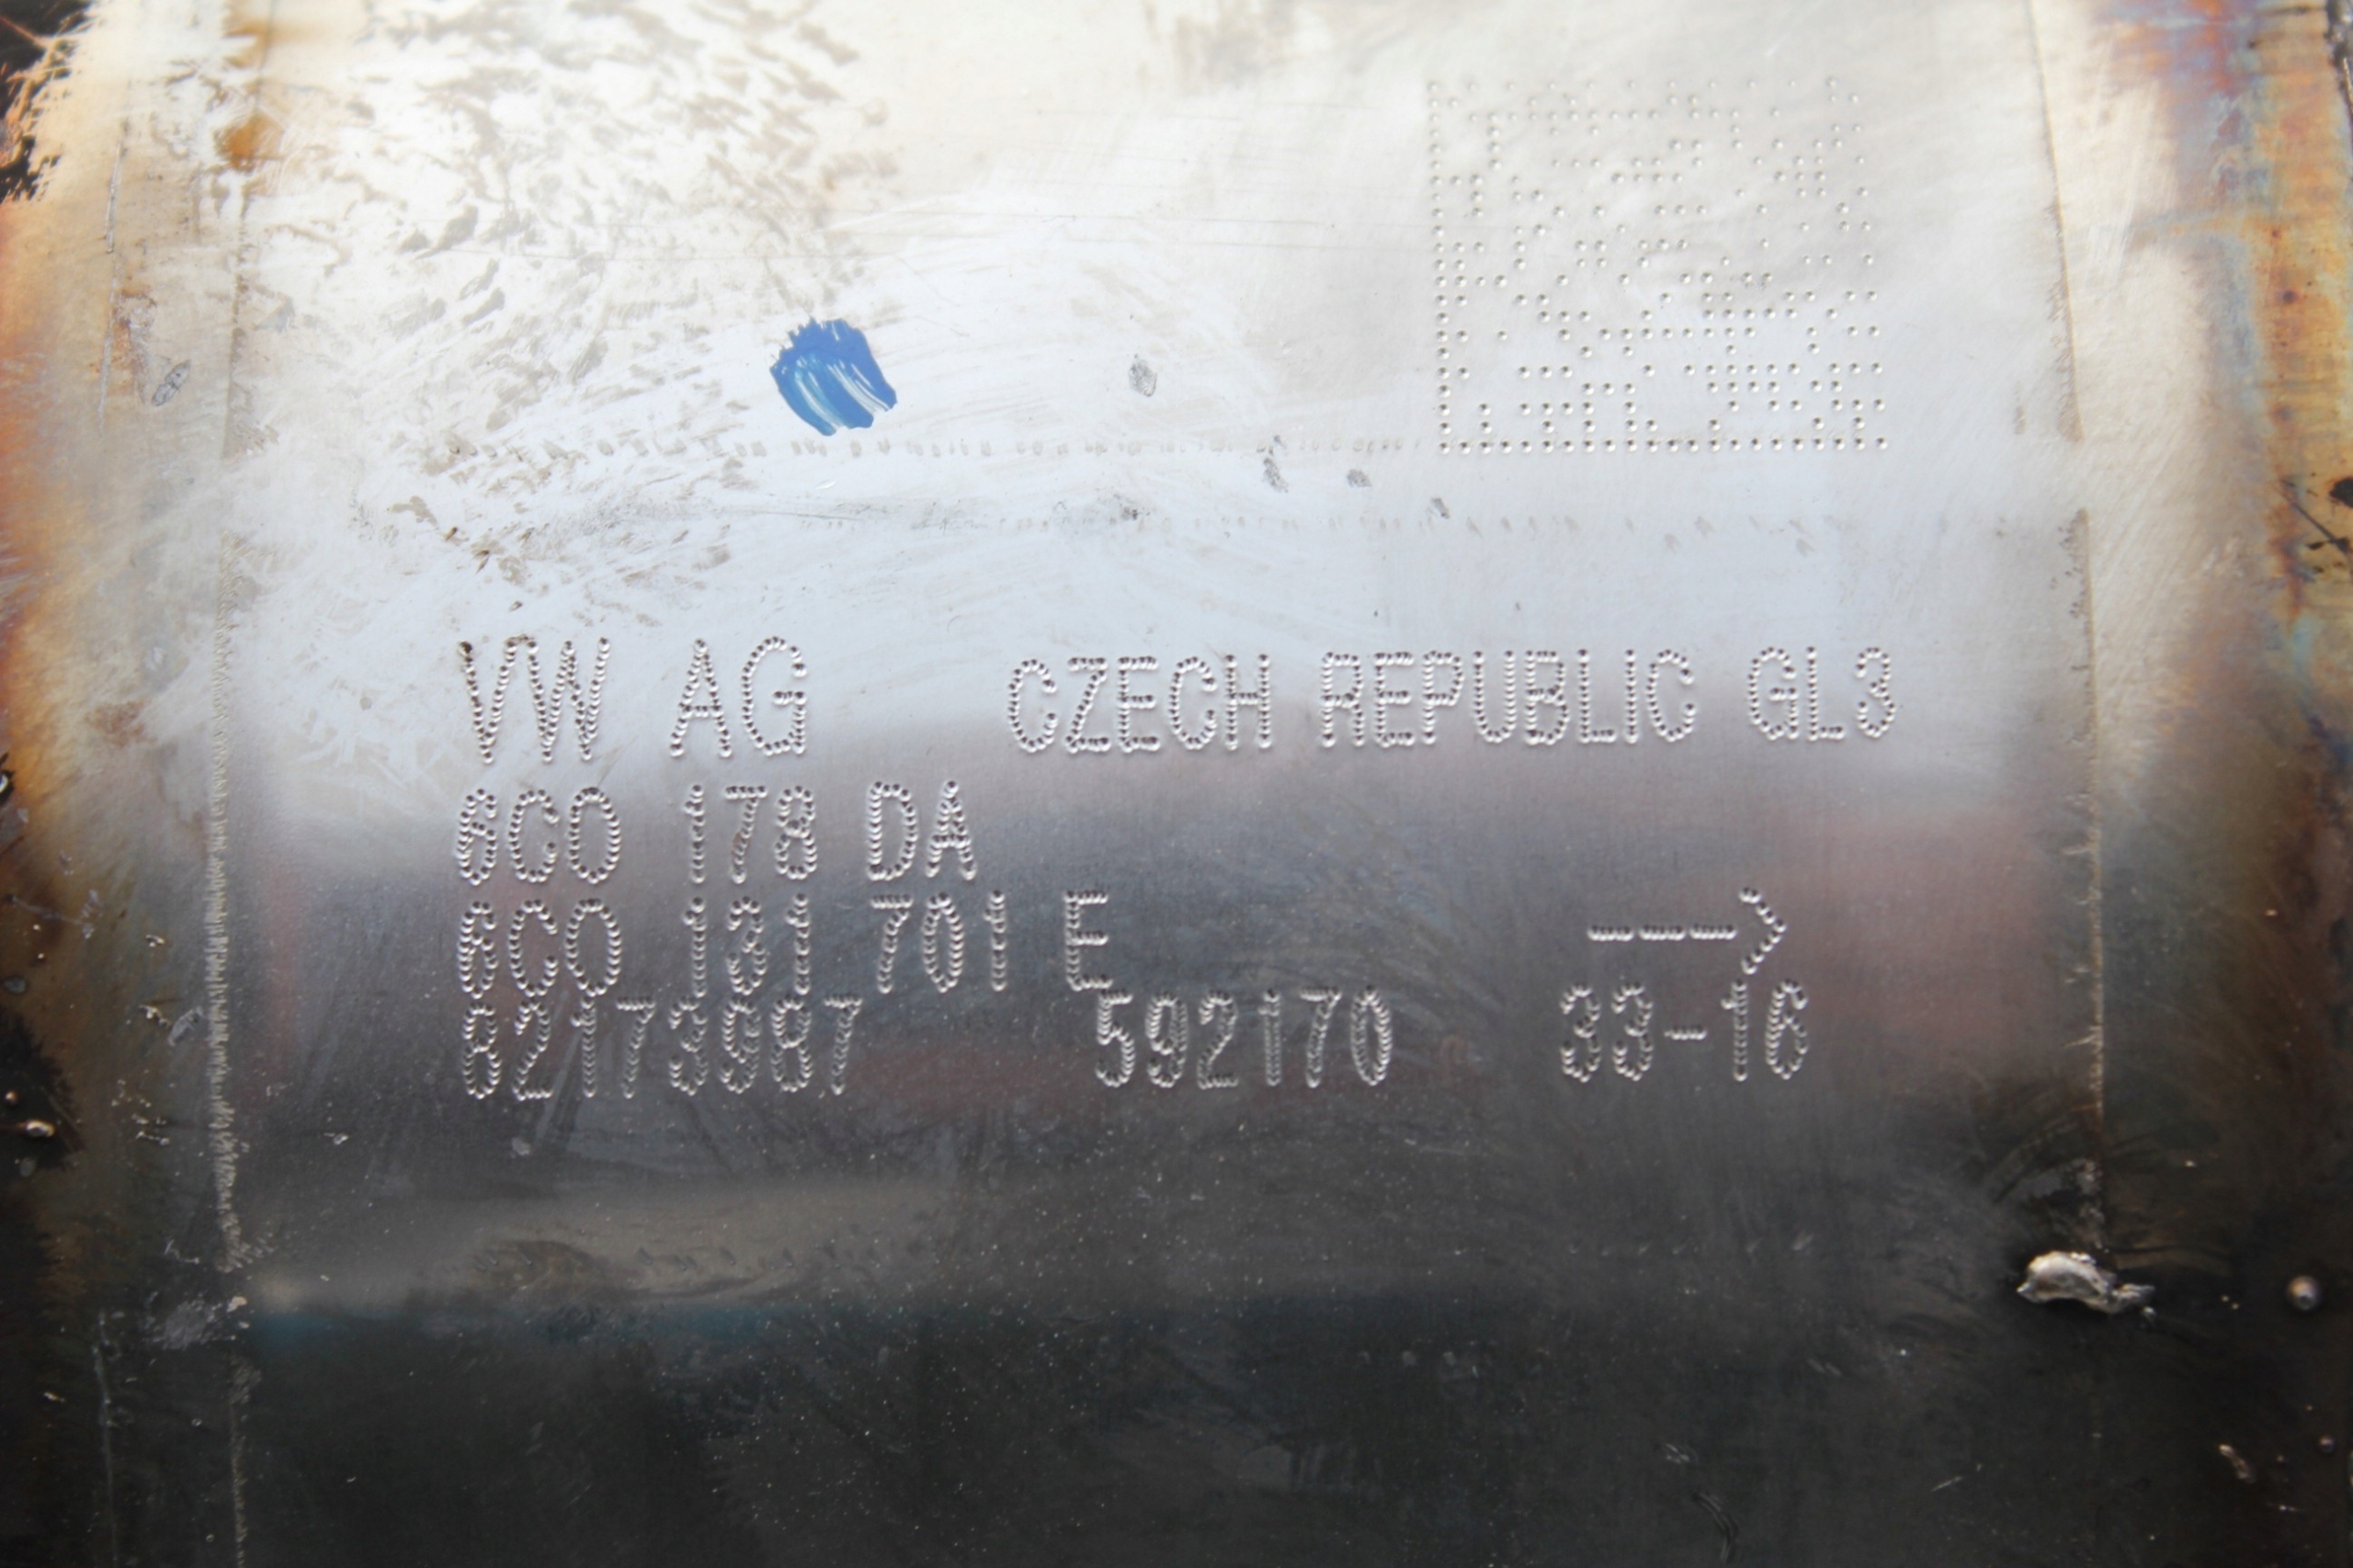 VW AG CZECH REPUBLIC GL3
6C0 178 DA
6C0 131 701 E --->
82173987 592170 33-16